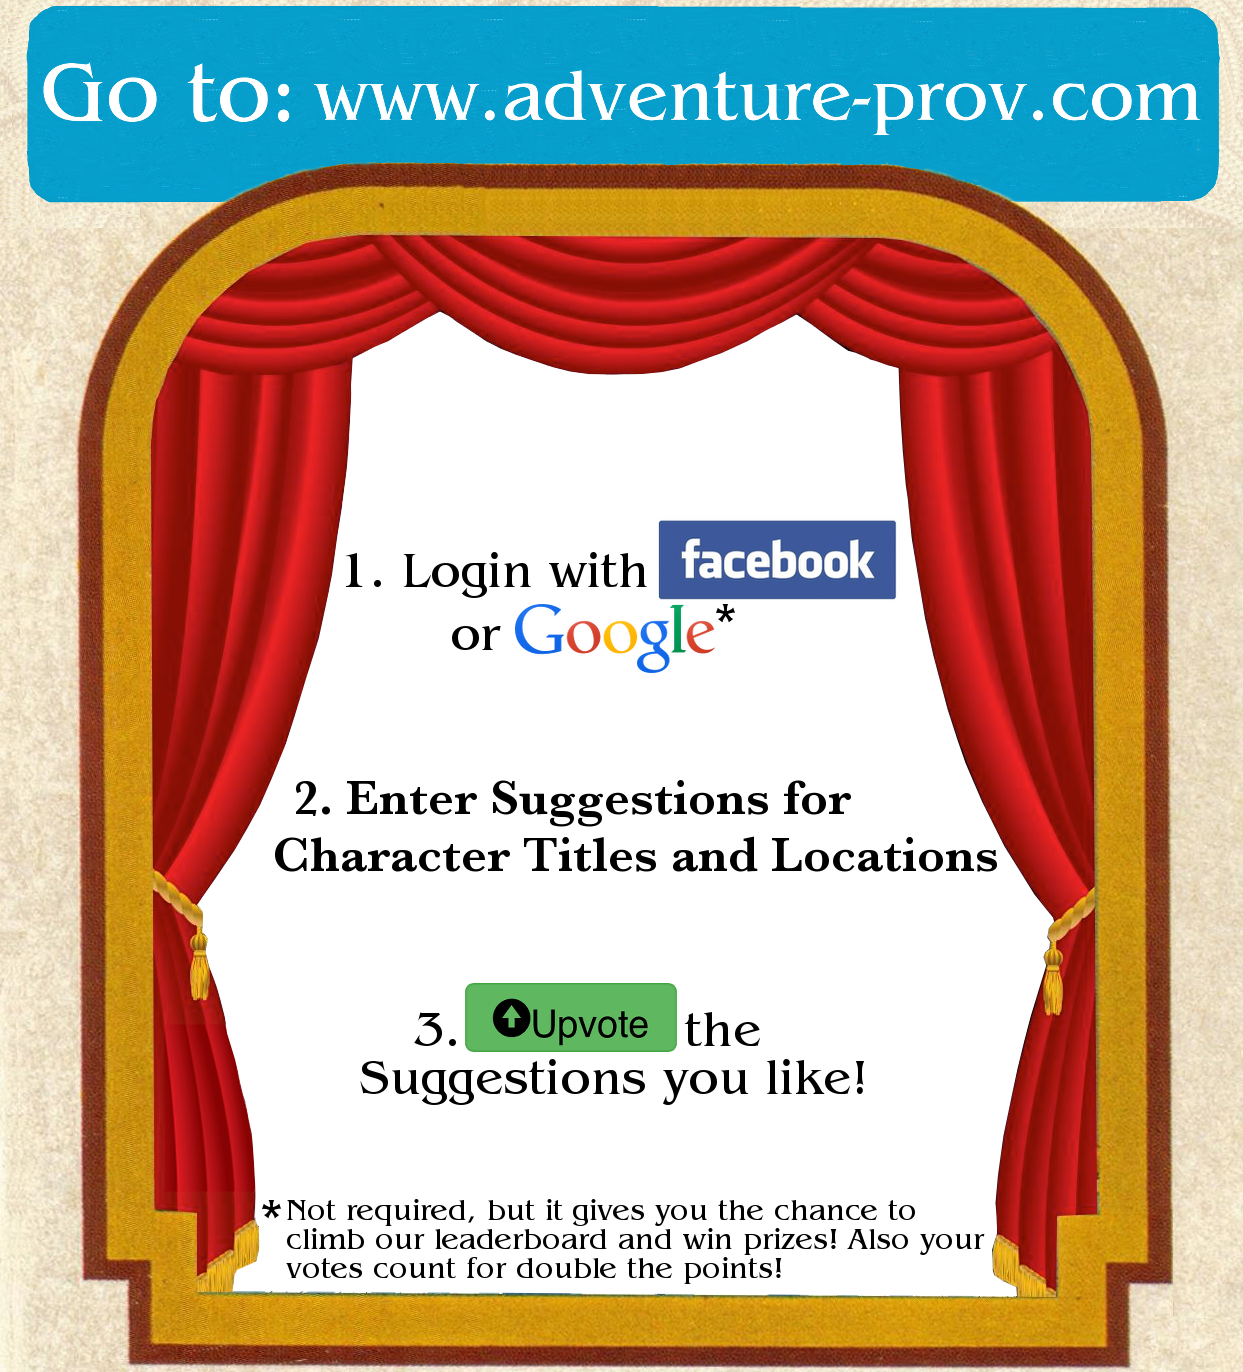 Go to: www.adventure-prov.com
1. Login with facebook
or Google*
2. Enter Suggestions for
Character Titles and Locations
3. Upvote the
Suggestions you like!
*Not required, but it gives you the chance to
climb our leaderboard and win prizes! Also your
votes count for double the points!